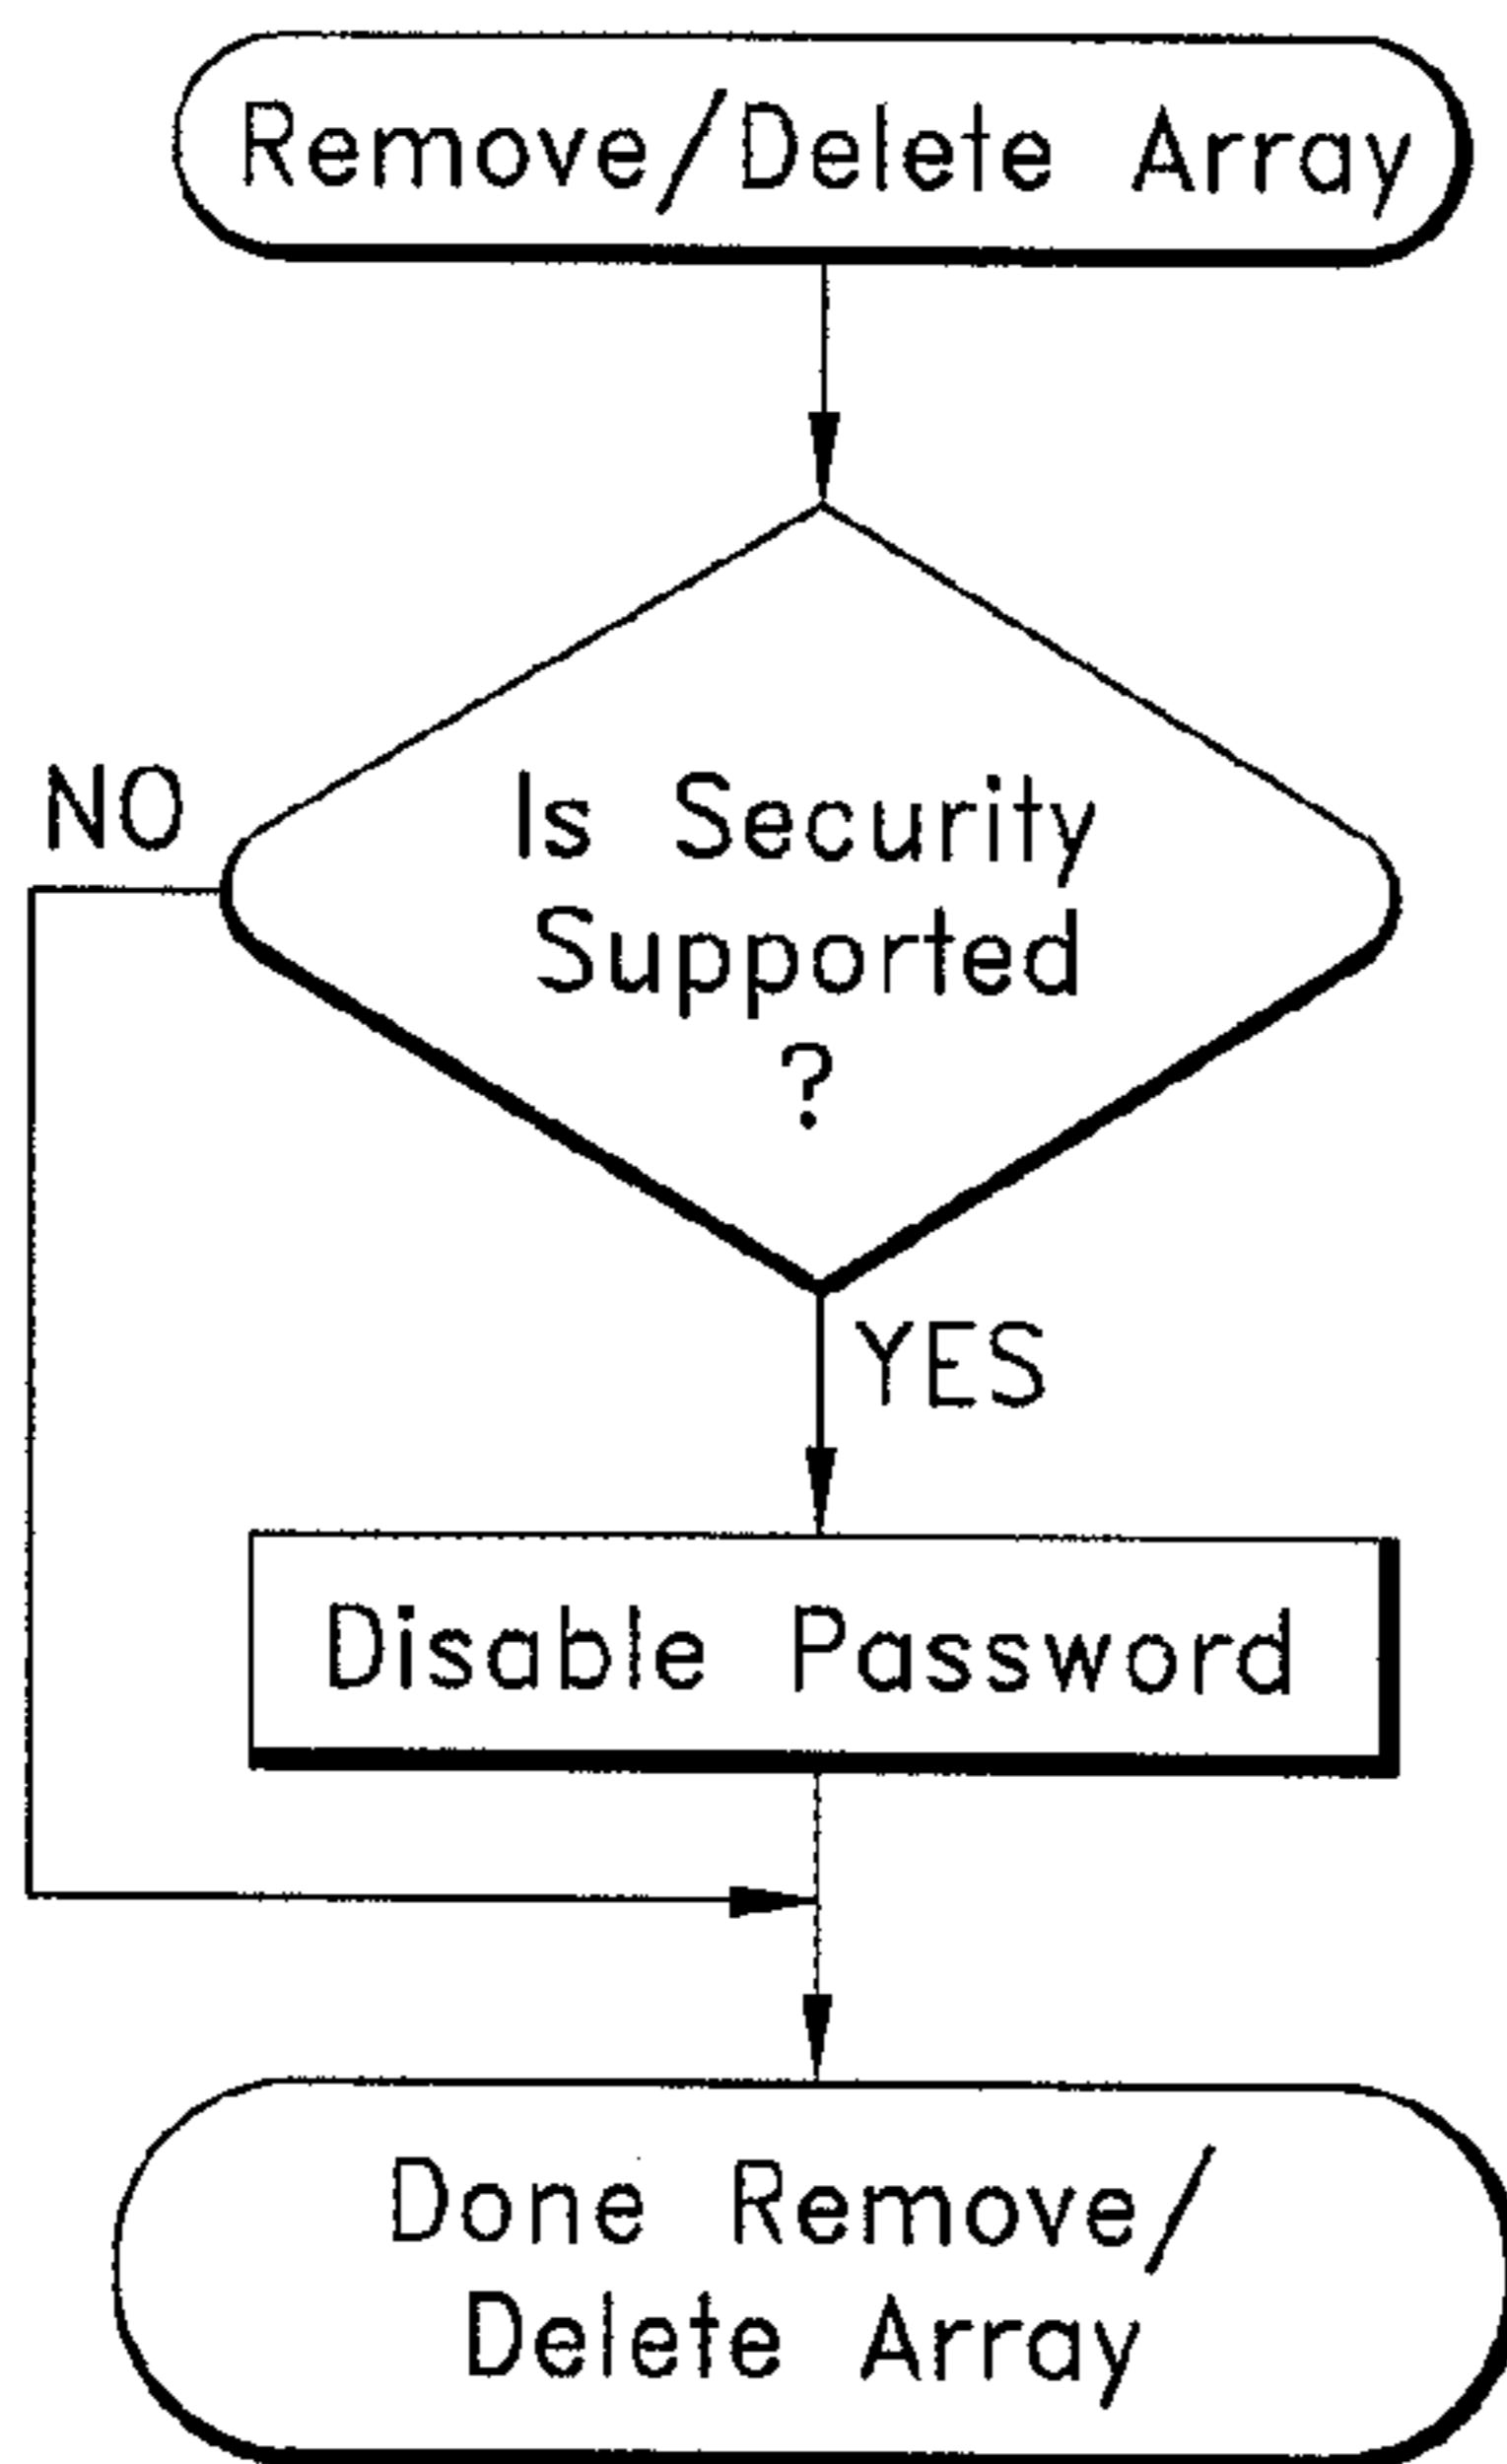 Remove/Delete Array
NO
Is Security
Supported
?
YES
Disable Password
Done Remove/
Delete Array